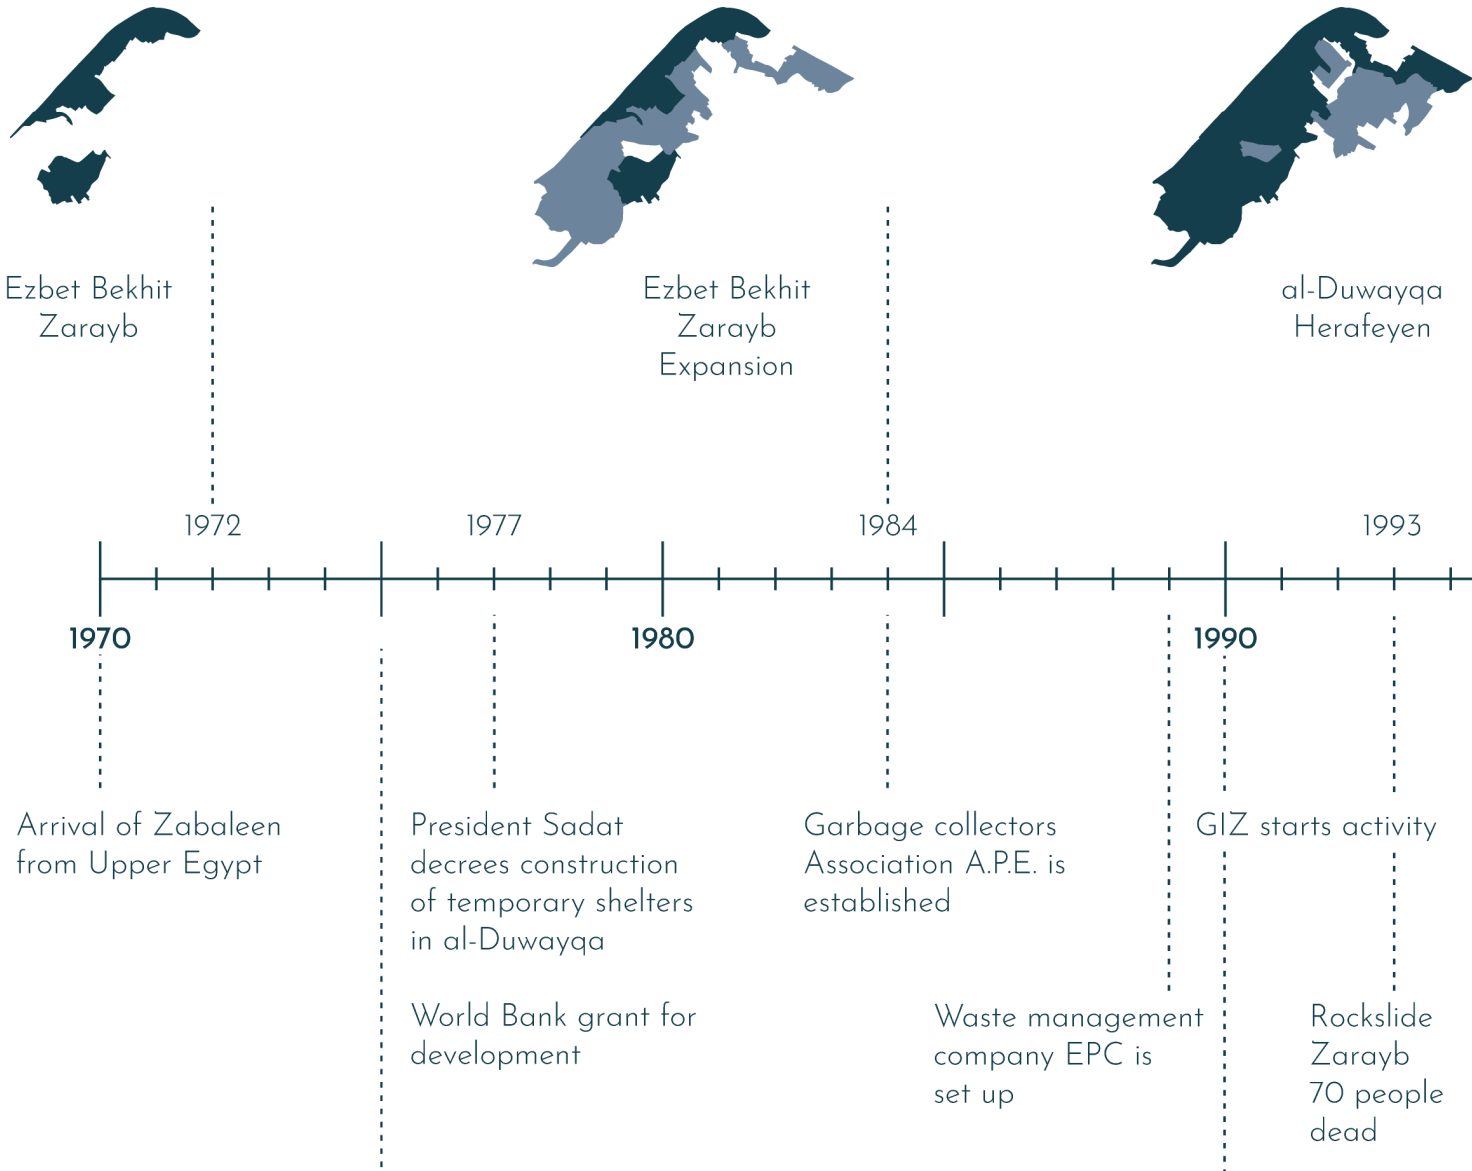 Ezbet Bekhit
Zarayb
Ezbet Bekhit
Zarayb
Expansion
al-Duwayqa
Herafeyen
1972
1977
1984
1993
1970
1980
1990
Arrival of Zabaleen
from Upper Egypt
President Sadat
decrees construction
of temporary shelters
in al-Duwayqa
World Bank grant for
development
Garbage collectors
Association A.P.E. is
established
Waste management
company EPC is
set up
GIZ starts activity
Rockslide
Zarayb
70 people
dead